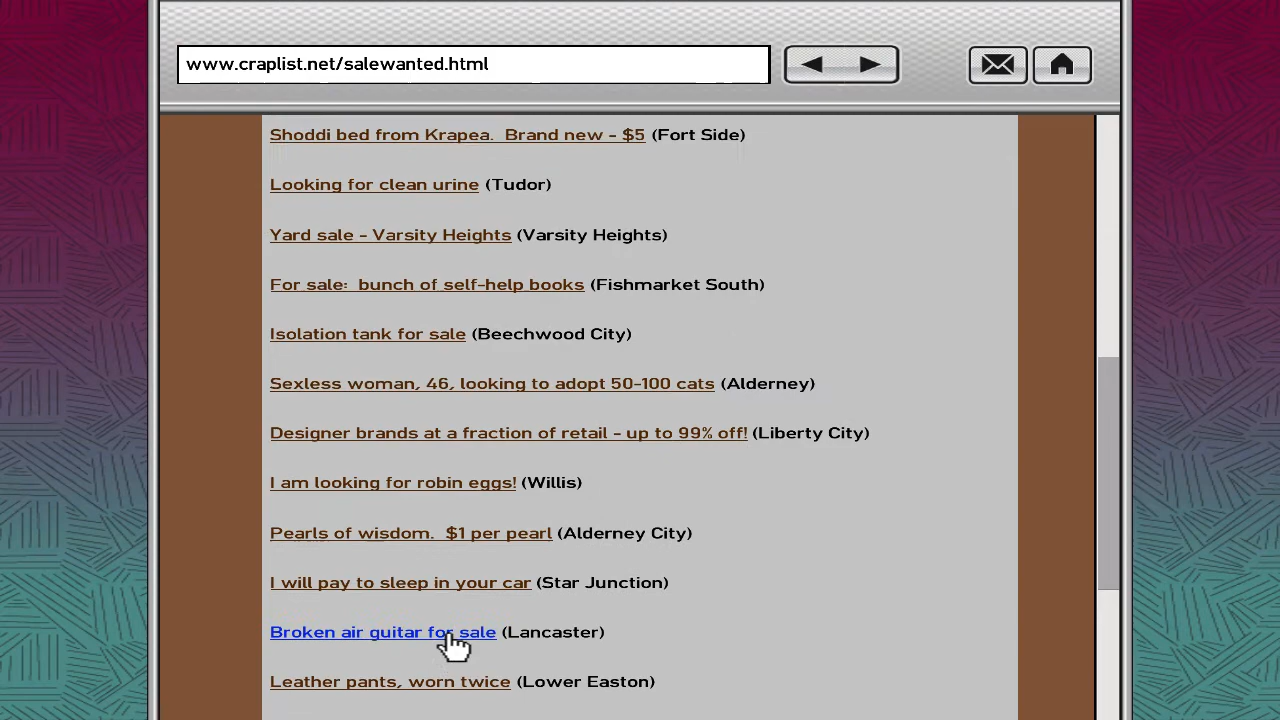 www.craplist.net/salewanted.html
Shoddi bed from Krapea.  Brand new - $5 (Fort Side)
Looking for clean urine (Tudor)
Yard sale - Varsity Heights (Varsity Heights)
For sale:  bunch of self-help books (Fishmarket South)
Isolation tank for sale (Beechwood City)
Sexless woman, 46, looking to adopt 50-100 cats (Alderney)
Designer brands at a fraction of retail - up to 99% off! (Liberty City)
I am looking for robin eggs! (Willis)
Pearls of wisdom.  $1 per pearl (Alderney City)
I will pay to sleep in your car (Star Junction)
Broken air guitar for sale (Lancaster)
Leather pants, worn twice (Lower Easton)